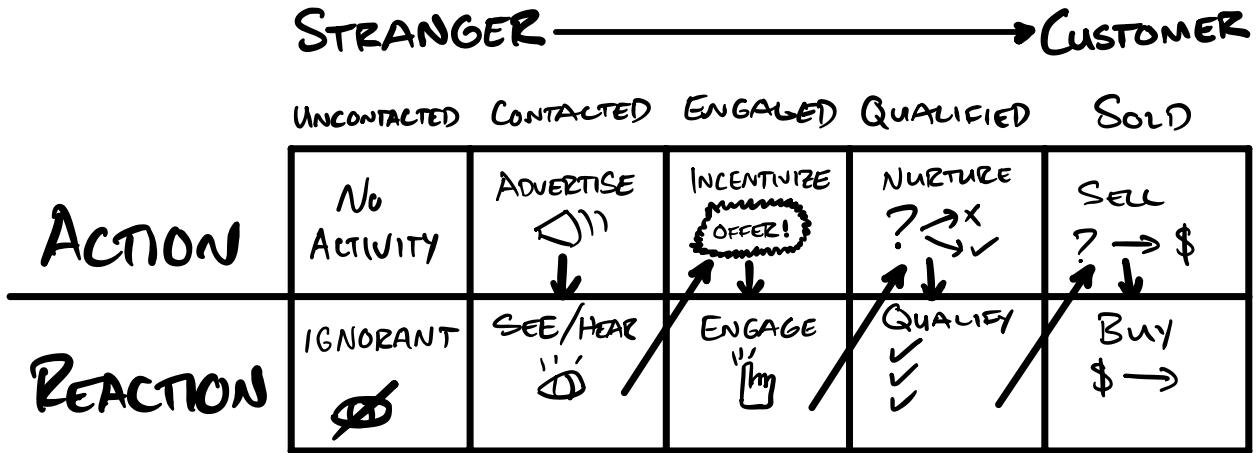 STRANGER CUSTOMER
UNCONTACTED CONTACTED ENGAGED QUALIFIED SOLD
ACTION
NO
ACTIVITY
ADVERTISE
INCENTIVIZE
OFFER!
NURTURE
? X
SELL
? $
REACTION
IGNORANT
SEE/HEAR
ENGAGE
QUALIFY
BUY
$